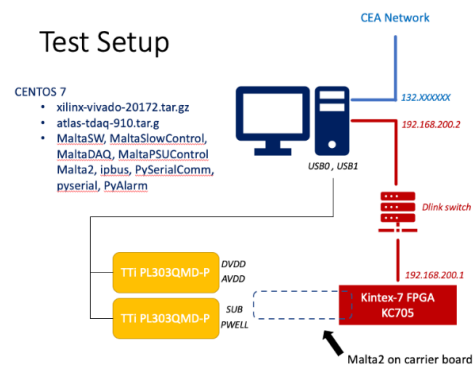 CEA Network
Test Setup
CENTOS 7
• xilinx-vivado-20172.tar.gz
• atlas-tdaq-910.tar.g
• MaltaSW, MaltaSlowControl,
MaltaDAQ, MaltaPSUControl
Malta2, ipbus, PySerialComm,
pyserial, PyAlarm
132.XXXXXX
192.168.200.2
USB0 , USB1
Dlink switch
192.168.200.1
TTi PL303QMD-P
DVDD
AVDD
TTi PL303QMD-P
SUB
PWELL
Kintex-7 FPGA
KC705
Malta2 on carrier board